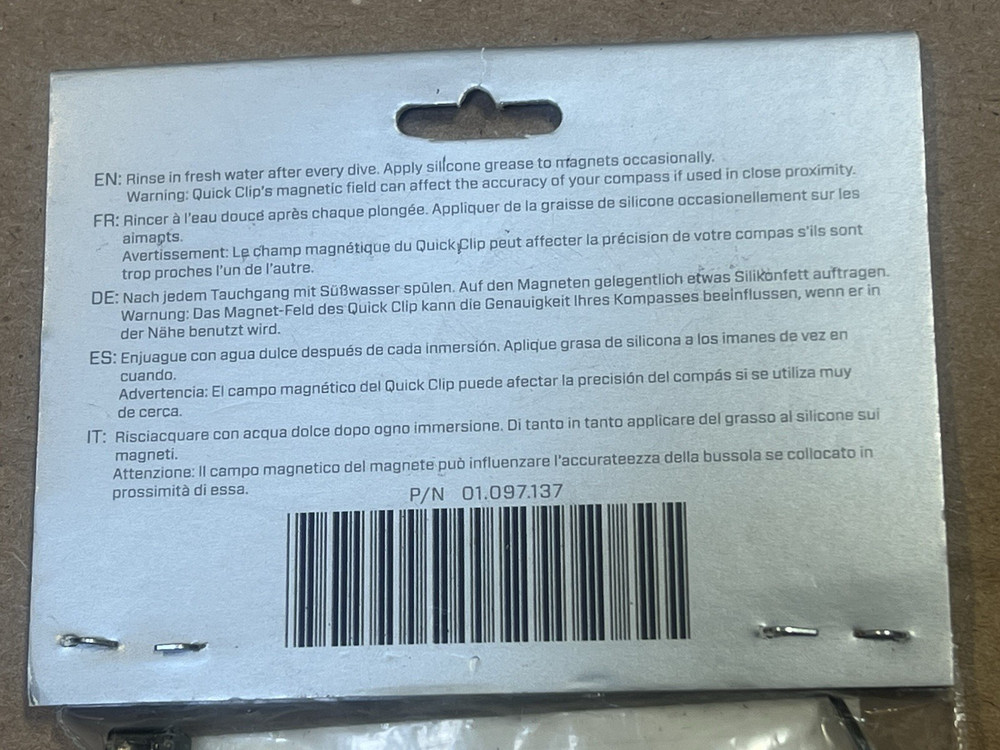 EN: Rinse in fresh water after every dive. Apply silicone grease to magnets occasionally.
Warning: Quick Clip's magnetic field can affect the accuracy of your compass if used in close proximity.
FR: Rincer à l'eau douce après chaque plongée. Appliquer de la graisse de silicone occasionellement sur les
aimants.
Avertissement: Le champ magnétique du Quick Clip peut affecter la précision de votre compas s'ils sont
trop proches l'un de l'autre.
DE: Nach jedem Tauchgang mit Süßwasser spülen. Auf den Magneten gelegentlich etwas Silikonfett auftragen.
Warnung: Das Magnet-Feld des Quick Clip kann die Genauigkeit Ihres Kompasses beeinflussen, wenn er in
der Nähe benutzt wird.
ES: Enjuague con agua dulce después de cada inmersión. Aplique grasa de silicona a los imanes de vez en
cuando.
Advertencia: El campo magnético del Quick Clip puede afectar la precisión del compás si se utiliza muy
de cerca.
IT: Risciacquare con acqua dolce dopo ogno immersione. Di tanto in tanto applicare del grasso al silicone sui
magneti.
Attenzione: Il campo magnetico del magnete può influenzare l'accurateezza della bussola se collocato in
prossimità di essa.
P/N 01.097.137